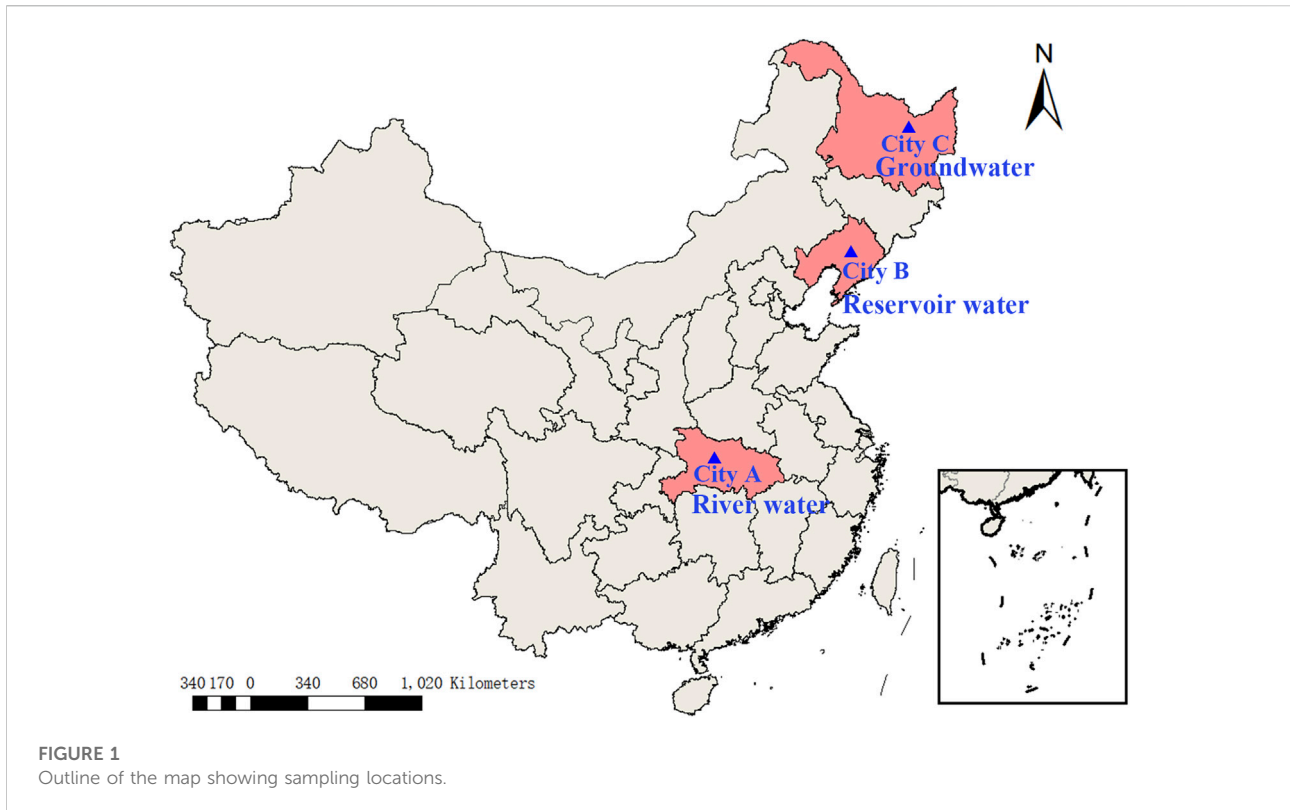 N
City C
Groundwater
City B
Reservoir water
City A
River water
340 170 0 340 680 1,020 Kilometers
FIGURE 1
Outline of the map showing sampling locations.